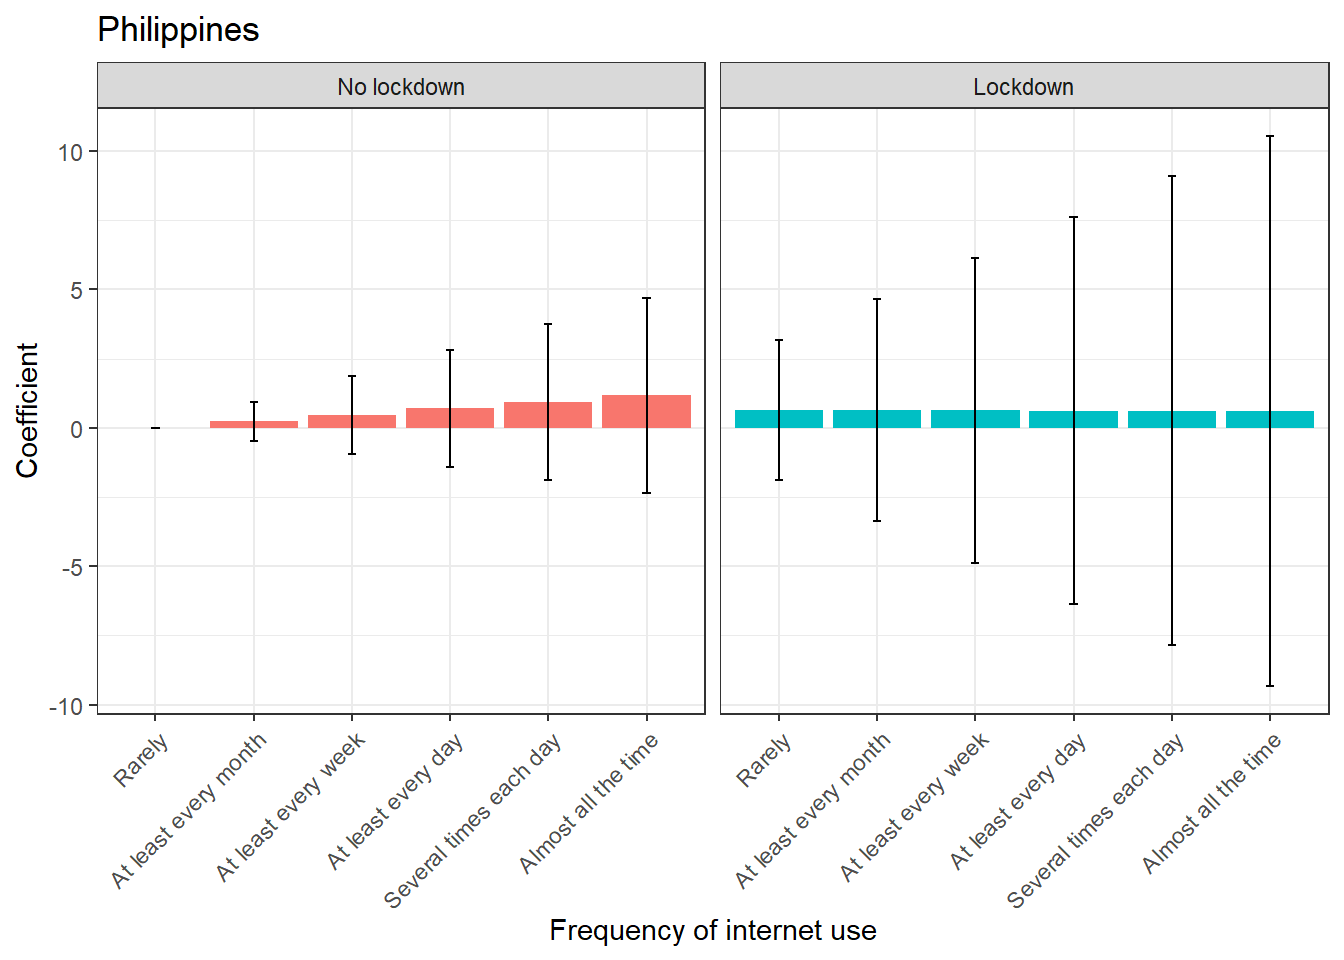 Philippines
No lockdown
Lockdown
Coefficient
10
5
0
-5
-10
Rarely
At least every month
At least every week
At least every day
Several times each day
Almost all the time
Rarely
At least every month
At least every week
At least every day
Several times each day
Almost all the time
Frequency of internet use